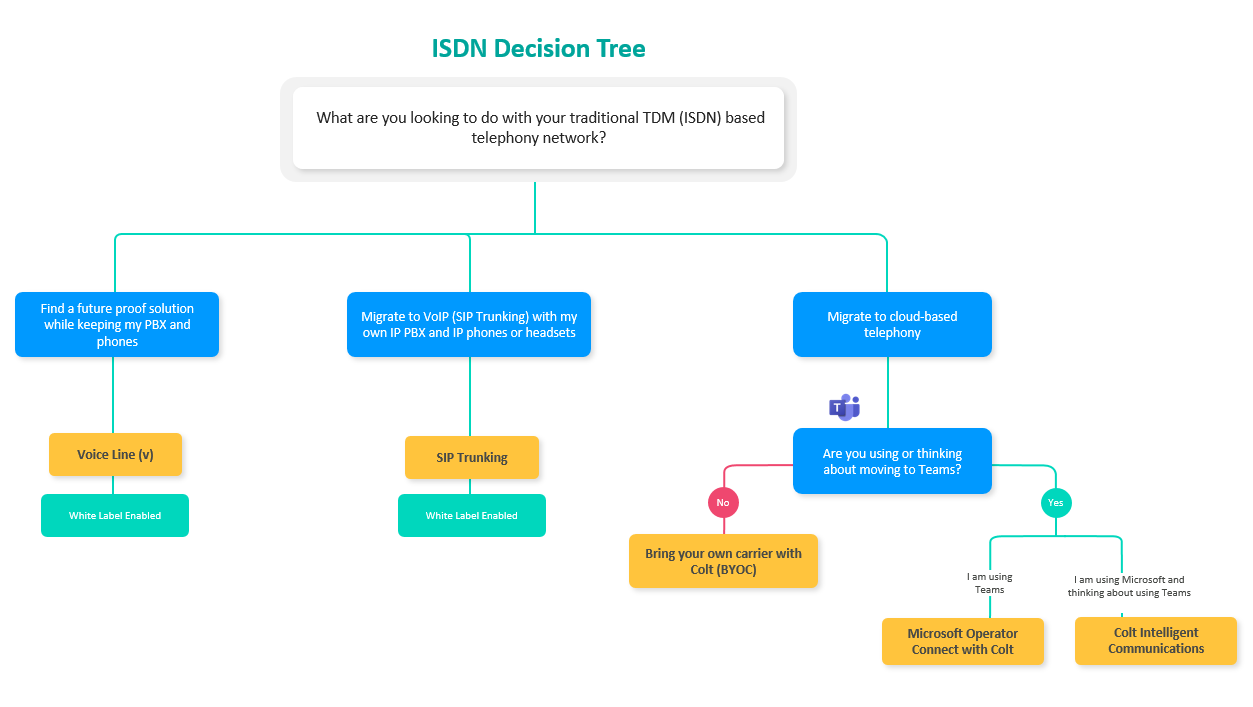 ISDN Decision Tree
What are you looking to do with your traditional TDM (ISDN) based
telephony network?
Find a future proof solution
while keeping my PBX and
phones
Migrate to VoIP (SIP Trunking) with my
own IP PBX and IP phones or headsets
Migrate to cloud-based
telephony
T
Voice Line (v)
White Label Enabled
SIP Trunking
White Label Enabled
Are you using or thinking
about moving to Teams?
No
Yes
Bring your own carrier with
Colt (BYOC)
I am using
Teams
I am using Microsoft and
thinking about using Teams
Microsoft Operator
Connect with Colt
Colt Intelligent
Communications